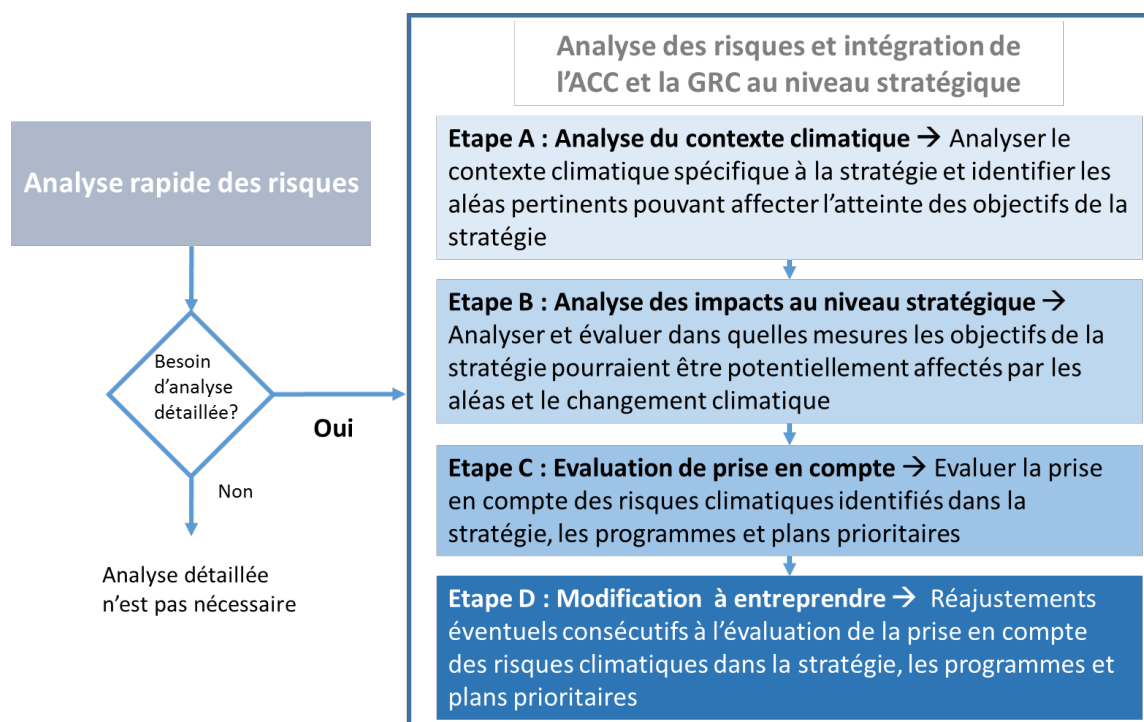 Analyse rapide des risques
Besoin
d'analyse
détaillée?
Oui
Non
Analyse détaillée
n'est pas nécessaire
Analyse des risques et intégration de
l'ACC et la GRC au niveau stratégique
Etape A : Analyse du contexte climatique → Analyser le
contexte climatique spécifique à la stratégie et identifier les
aléas pertinents pouvant affecter l'atteinte des objectifs de la
stratégie
Etape B : Analyse des impacts au niveau stratégique →
Analyser et évaluer dans quelles mesures les objectifs de la
stratégie pourraient être potentiellement affectés par les
aléas et le changement climatique
Etape C : Evaluation de prise en compte → Evaluer la prise
en compte des risques climatiques identifiés dans la
stratégie, les programmes et plans prioritaires
Etape D : Modification à entreprendre → Réajustements
éventuels consécutifs à l'évaluation de la prise en compte
des risques climatiques dans la stratégie, les programmes et
plans prioritaires